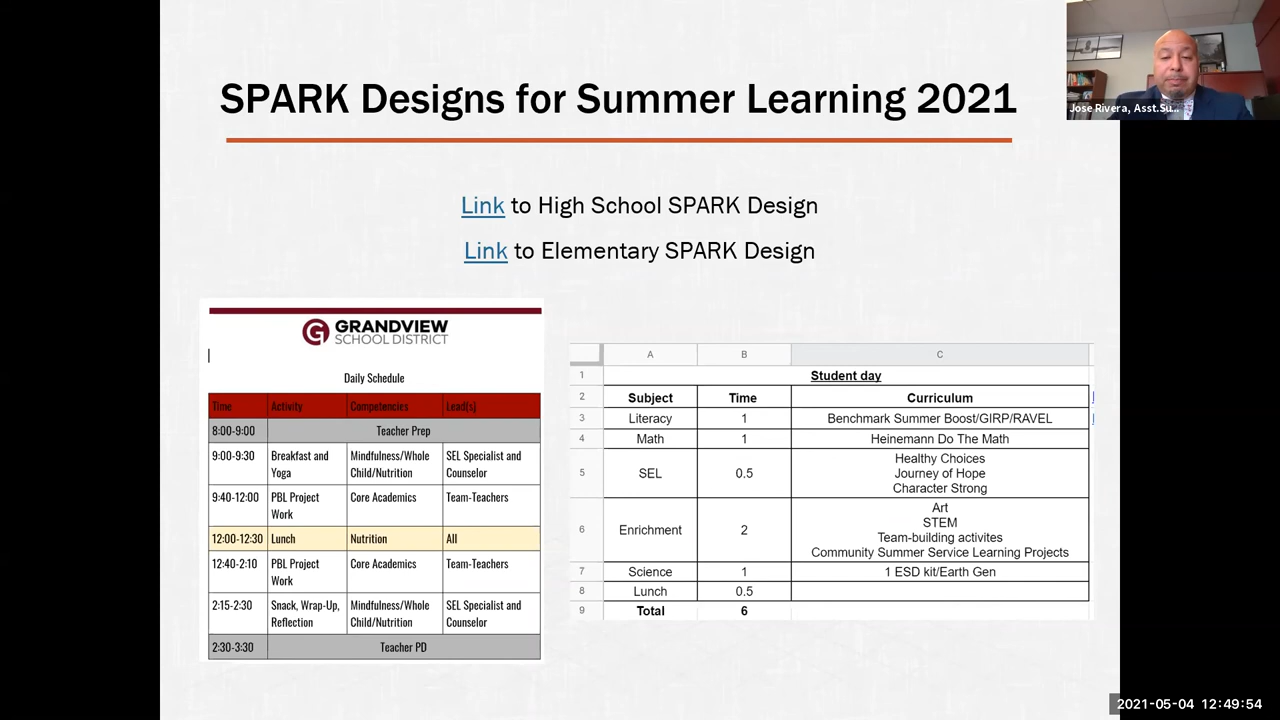 SPARK Designs for Summer Learning 2021
Jose Rivera, Asst.Su...
Link to High School SPARK Design
Link to Elementary SPARK Design
G GRANDVIEW
SCHOOL DISTRICT
Daily Schedule
Time Activity Competencies Lead(s)
8:00-9:00 Teacher Prep
9:00-9:30 Breakfast and Yoga Mindfulness/Whole Child/Nutrition SEL Specialist and Counselor
9:40-12:00 PBL Project Work Core Academics Team-Teachers
12:00-12:30 Lunch Nutrition All
12:40-2:10 PBL Project Work Core Academics Team-Teachers
2:15-2:30 Snack, Wrap-Up, Reflection Mindfulness/Whole Child/Nutrition SEL Specialist and Counselor
2:30-3:30 Teacher PD
A B C
1 Student day
2 Subject Time Curriculum
3 Literacy 1 Benchmark Summer Boost/GIRP/RAVEL
4 Math 1 Heinemann Do The Math
Healthy Choices
5 SEL 0.5 Journey of Hope
Character Strong
Art
STEM
6 Enrichment 2 Team-building activites
Community Summer Service Learning Projects
7 Science 1 1 ESD kit/Earth Gen
8 Lunch 0.5
9 Total 6
2021-05-04 12:49:54